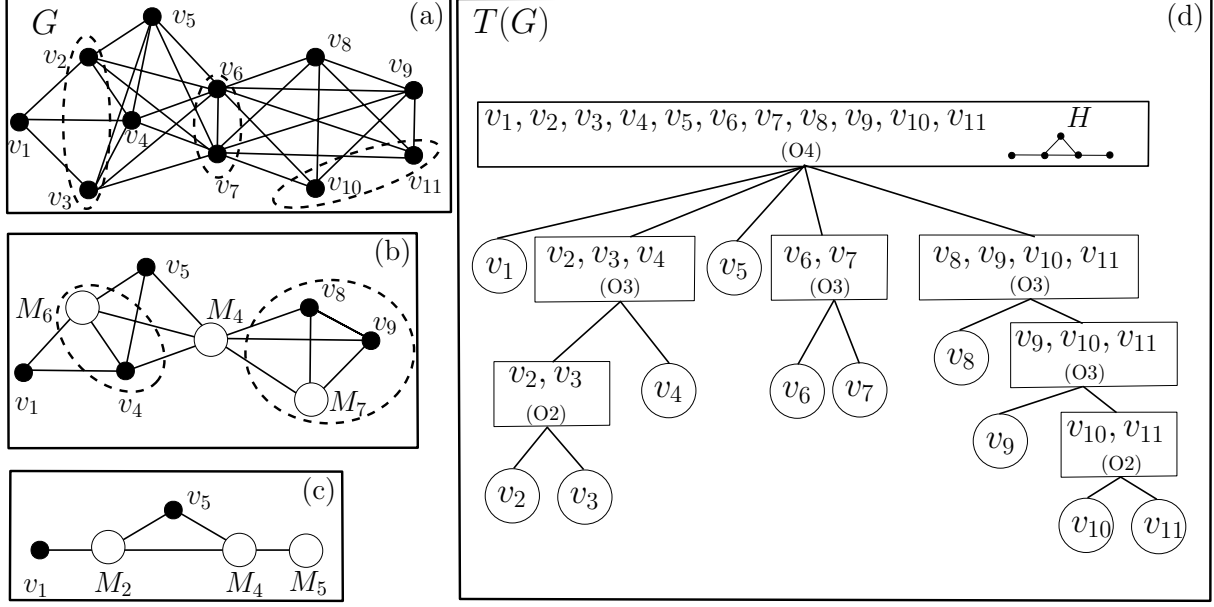 G
(a)
v₅
v₂
v₆
v₈
v₉
v₁
v₄
v₃
v₇
v₁₀
v₁₁
(b)
v₅
M₆
M₄
v₈
v₉
v₁
v₄
M₇
(c)
v₅
v₁
M₂
M₄
M₅
T(G)
(d)
v₁, v₂, v₃, v₄, v₅, v₆, v₇, v₈, v₉, v₁₀, v₁₁
H
(O4)
v₁
v₂, v₃, v₄
(O3)
v₅
v₆, v₇
(O3)
v₈, v₉, v₁₀, v₁₁
(O3)
v₂, v₃
(O2)
v₄
v₆
v₇
v₈
v₉, v₁₀, v₁₁
(O3)
v₉
v₁₀, v₁₁
(O2)
v₂
v₃
v₁₀
v₁₁